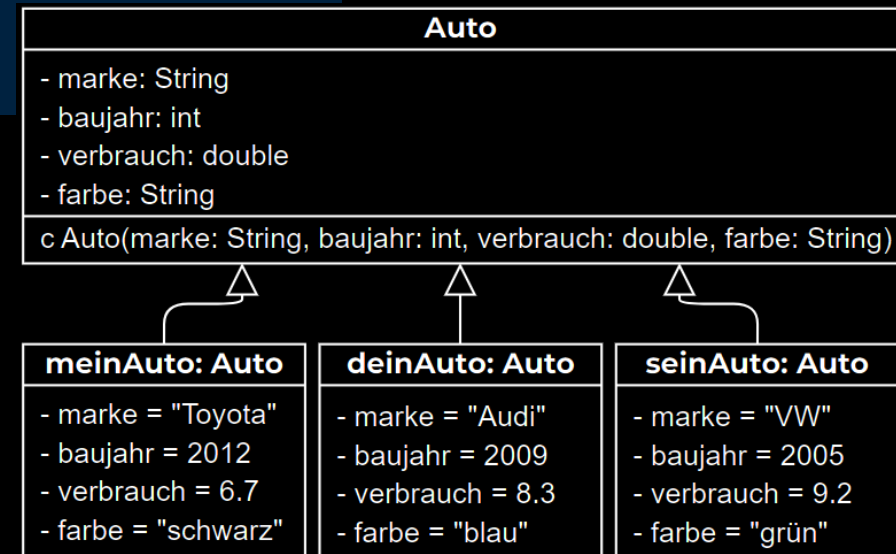 Auto
- marke: String
- baujahr: int
- verbrauch: double
- farbe: String
c Auto(marke: String, baujahr: int, verbrauch: double, farbe: String)
meinAuto: Auto
- marke = "Toyota"
- baujahr = 2012
- verbrauch = 6.7
- farbe = "schwarz"
deinAuto: Auto
- marke = "Audi"
- baujahr = 2009
- verbrauch = 8.3
- farbe = "blau"
seinAuto: Auto
- marke = "VW"
- baujahr = 2005
- verbrauch = 9.2
- farbe = "grün"